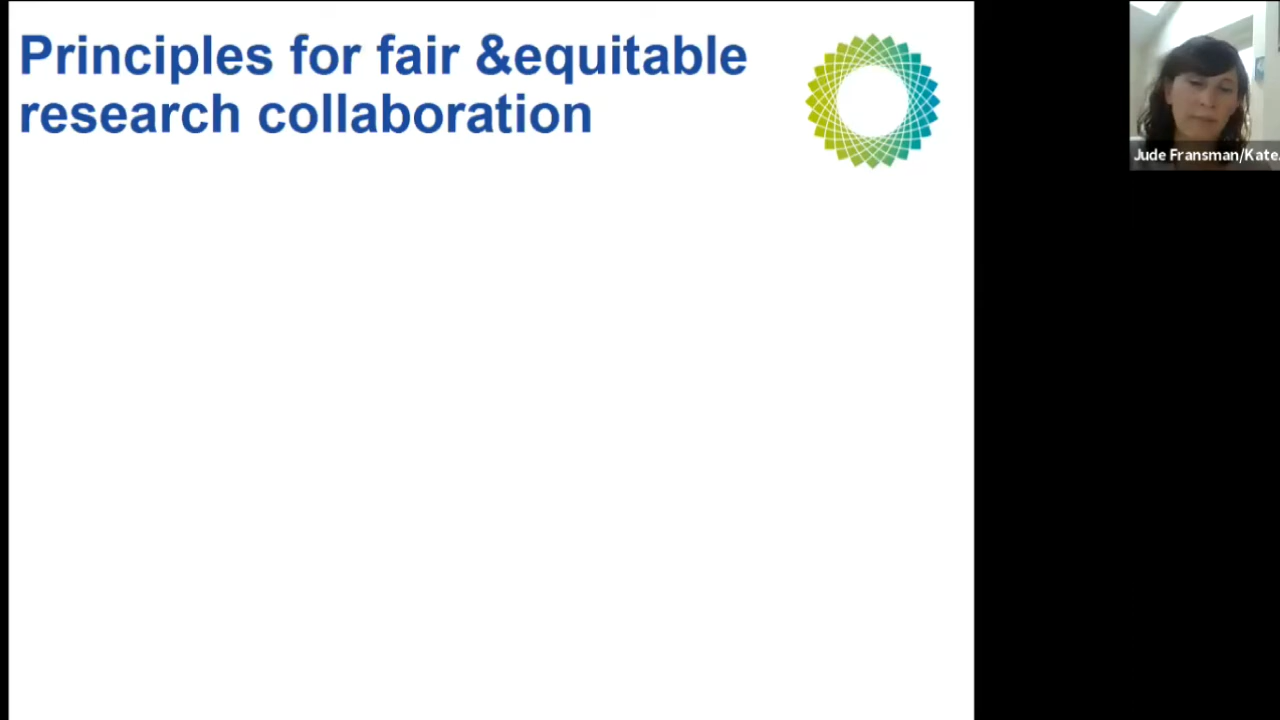 Principles for fair &equitable
research collaboration
Jude Fransman/Kate